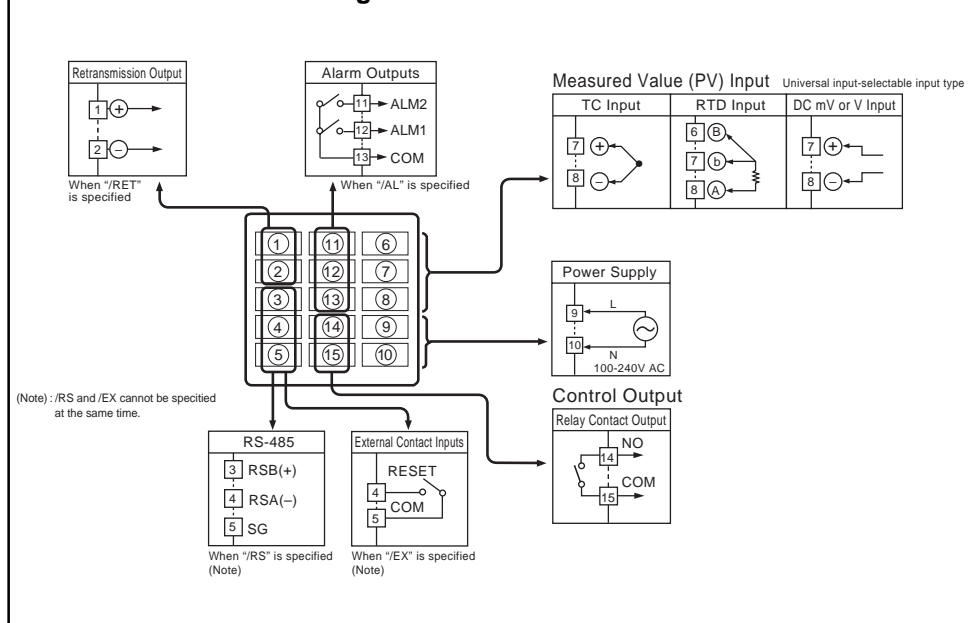 Retransmission Output
1 +
2 −
When "/RET"
is specified
Alarm Outputs
11 ALM2
12 ALM1
13 COM
When "/AL" is specified
Measured Value (PV) Input Universal input-selectable input type
TC Input RTD Input DC mV or V Input
7 + 6 B 7 +
7 b
8 − 8 A 8 −
1 11 6
2 12 7
3 13 8
4 14 9
5 15 10
Power Supply
9 L
10 N
100-240V AC
(Note) : /RS and /EX cannot be specitied
at the same time.
Control Output
Relay Contact Output
14 NO
15 COM
RS-485
3 RSB(+)
4 RSA(−)
5 SG
When "/RS" is specified
(Note)
External Contact Inputs
RESET
4
COM
5
When "/EX" is specified
(Note)